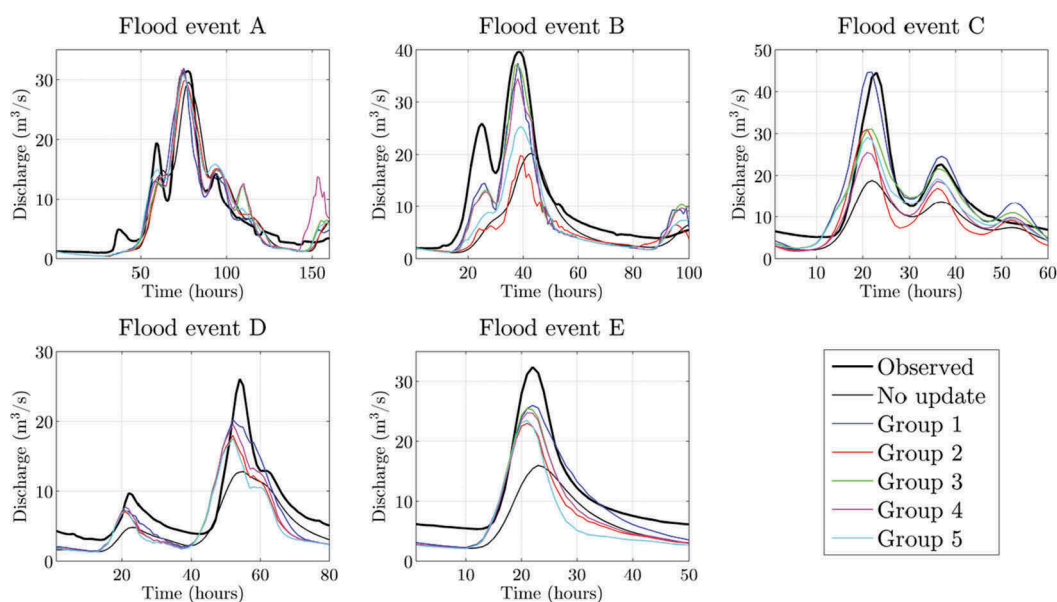 Flood event A
Flood event B
Flood event C
Discharge (m³/s)
30
20
10
0
50
100
150
Time (hours)
Discharge (m³/s)
40
30
20
10
0
20
40
60
80
100
Time (hours)
Discharge (m³/s)
50
40
30
20
10
0
10
20
30
40
50
60
Time (hours)
Flood event D
Flood event E
Discharge (m³/s)
30
20
10
0
20
40
60
80
Time (hours)
Discharge (m³/s)
30
20
10
0
10
20
30
40
50
Time (hours)
Observed
No update
Group 1
Group 2
Group 3
Group 4
Group 5